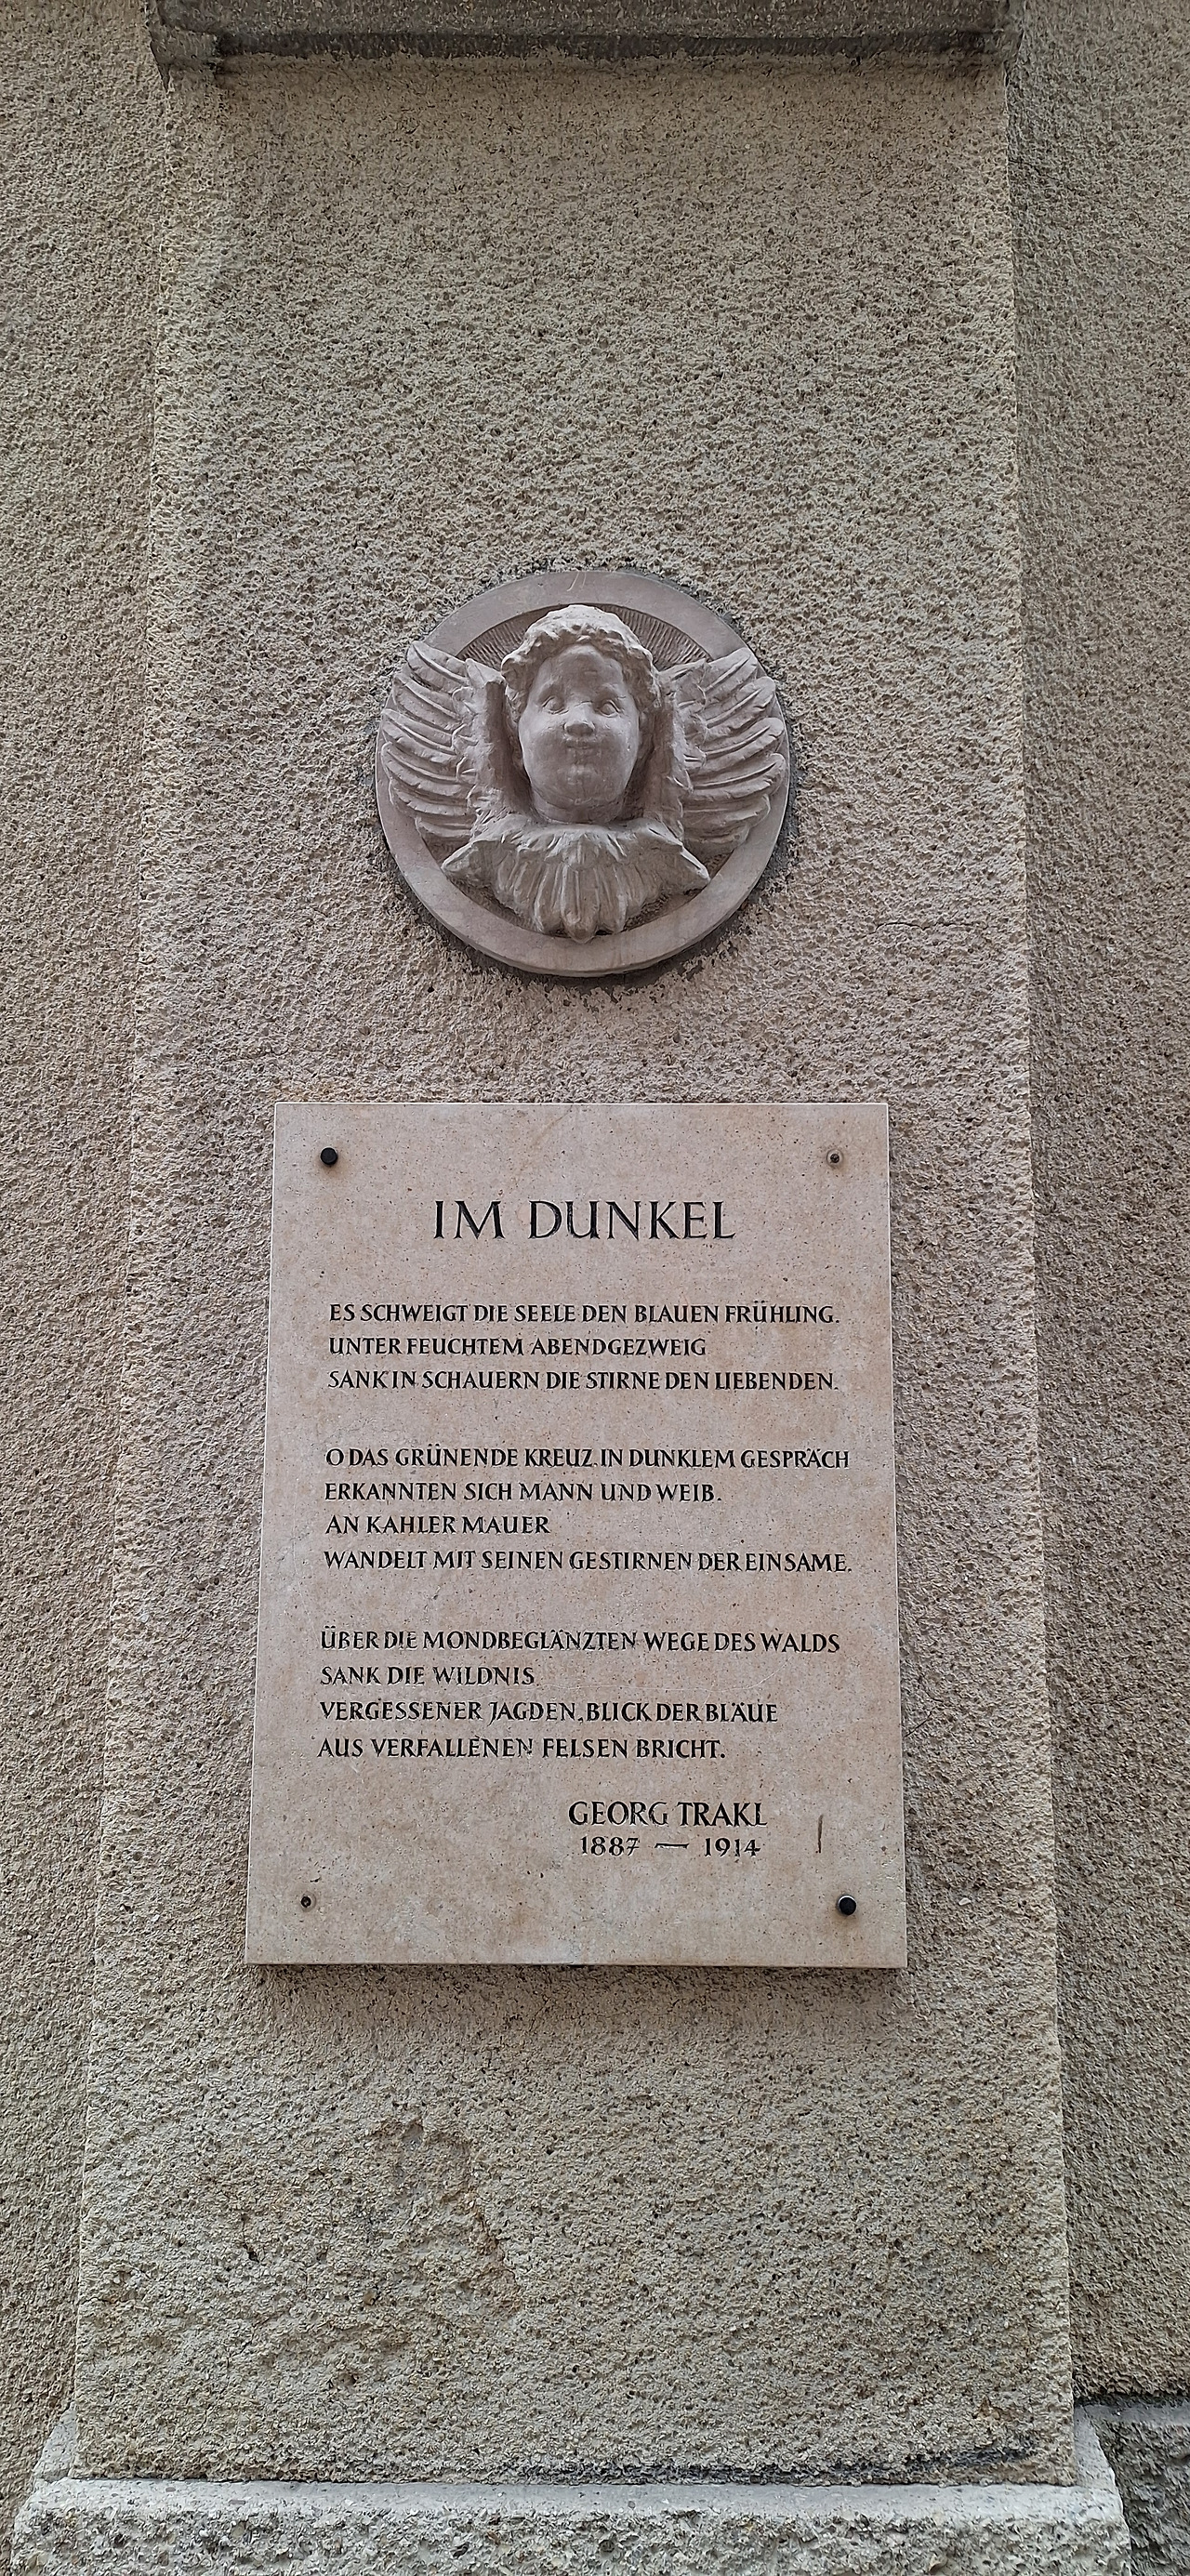 IM DUNKEL
ES SCHWEIGT DIE SEELE DEN BLAUEN FRÜHLING.
UNTER FEUCHTEM ABENDGEZWEIG
SANK IN SCHAUERN DIE STIRNE DEN LIEBENDEN.
O DAS GRÜNENDE KREUZ. IN DUNKLEM GESPRÄCH
ERKANNTEN SICH MANN UND WEIB.
AN KAHLER MAUER
WANDELT MIT SEINEN GESTIRNEN DER EINSAME.
ÜBER DIE MONDBEGLÄNZTEN WEGE DES WALDS
SANK DIE WILDNIS
VERGESSENER JAGDEN. BLICK DER BLÄUE
AUS VERFALLENEN FELSEN BRICHT.
GEORG TRAKL
1887 — 1914